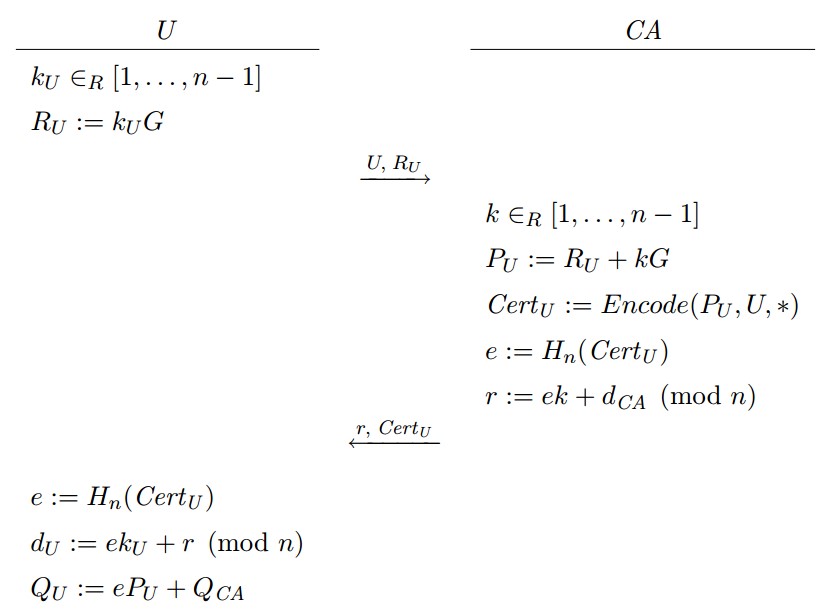 U CA
k_U ∈_R [1, . . . , n − 1]
R_U := k_U G
U, R_U
k ∈_R [1, . . . , n − 1]
P_U := R_U + kG
Cert_U := Encode(P_U, U, ∗)
e := H_n(Cert_U)
r := ek + d_CA (mod n)
r, Cert_U
e := H_n(Cert_U)
d_U := ek_U + r (mod n)
Q_U := eP_U + Q_CA